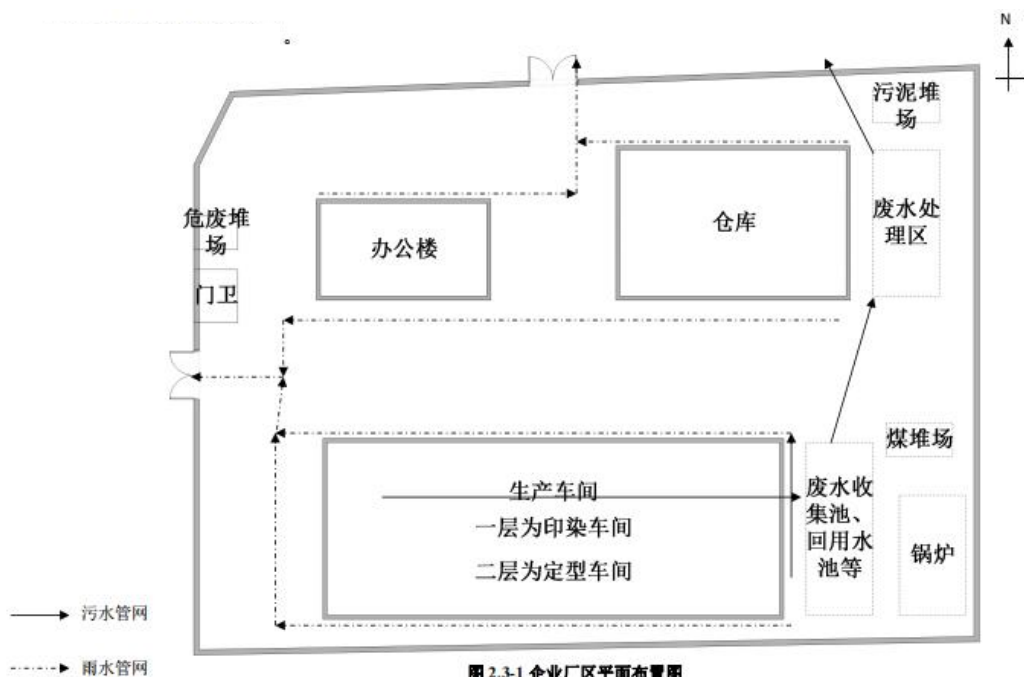 。
N
污泥堆
场
危废堆
场
办公楼
仓库
废水处
理区
门卫
煤堆场
生产车间
一层为印染车间
二层为定型车间
废水收
集池、
回用水
池等
锅炉
污水管网
雨水管网
图 2.3-1 企业厂区平面布置图